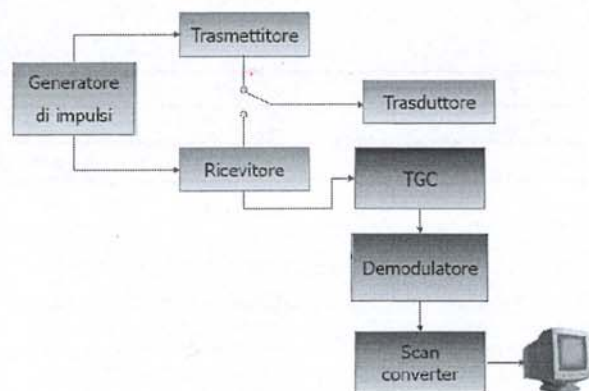 Trasmettitore
Generatore
di impulsi
Trasduttore
Ricevitore
TGC
Demodulatore
Scan
converter